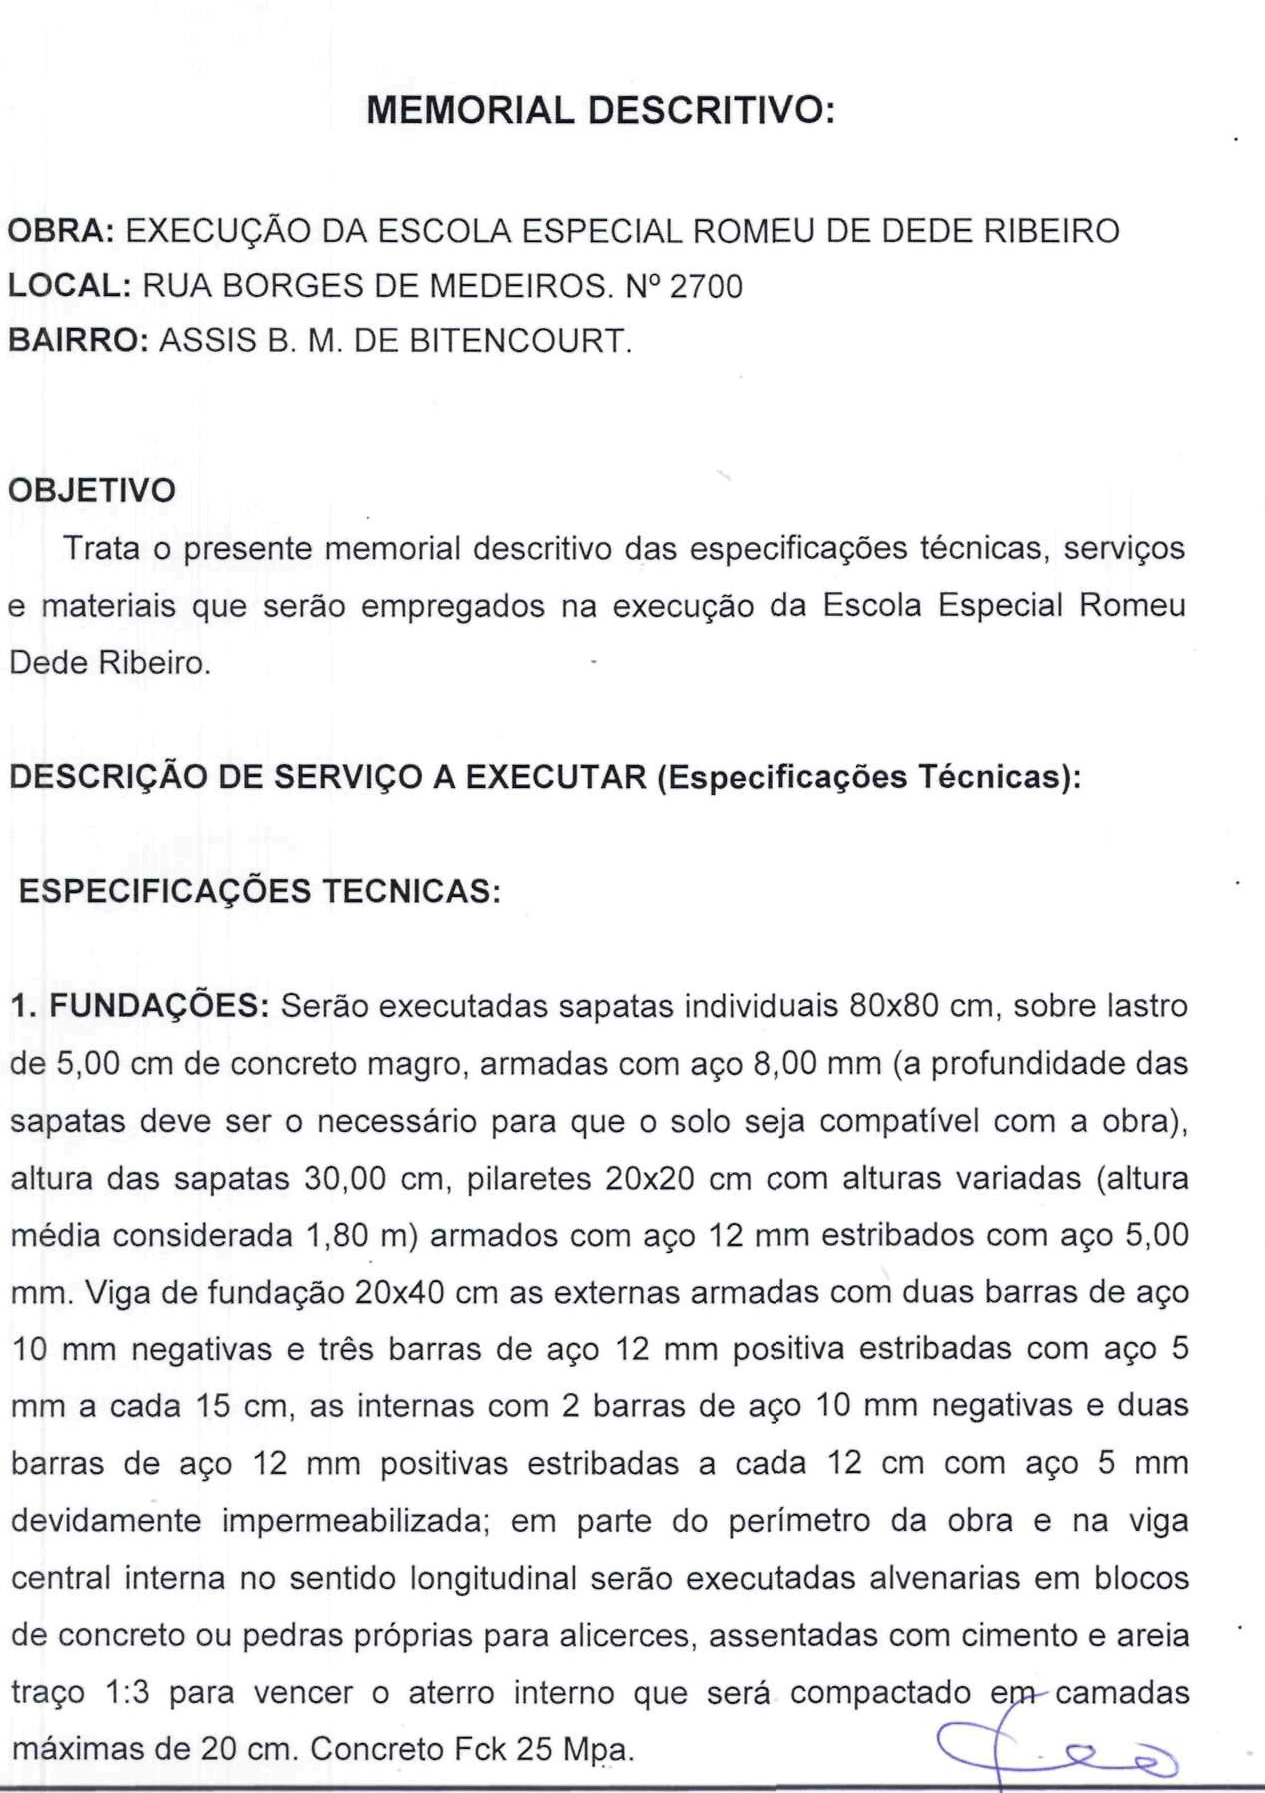 MEMORIAL DESCRITIVO:
OBRA: EXECUÇÃO DA ESCOLA ESPECIAL ROMEU DE DEDE RIBEIRO
LOCAL: RUA BORGES DE MEDEIROS. Nº 2700
BAIRRO: ASSIS B. M. DE BITENCOURT.
OBJETIVO
Trata o presente memorial descritivo das especificações técnicas, serviços
e materiais que serão empregados na execução da Escola Especial Romeu
Dede Ribeiro.
DESCRIÇÃO DE SERVIÇO A EXECUTAR (Especificações Técnicas):
ESPECIFICAÇÕES TECNICAS:
1. FUNDAÇÕES: Serão executadas sapatas individuais 80x80 cm, sobre lastro
de 5,00 cm de concreto magro, armadas com aço 8,00 mm (a profundidade das
sapatas deve ser o necessário para que o solo seja compatível com a obra),
altura das sapatas 30,00 cm, pilaretes 20x20 cm com alturas variadas (altura
média considerada 1,80 m) armados com aço 12 mm estribados com aço 5,00
mm. Viga de fundação 20x40 cm as externas armadas com duas barras de aço
10 mm negativas e três barras de aço 12 mm positiva estribadas com aço 5
mm a cada 15 cm, as internas com 2 barras de aço 10 mm negativas e duas
barras de aço 12 mm positivas estribadas a cada 12 cm com aço 5 mm
devidamente impermeabilizada; em parte do perímetro da obra e na viga
central interna no sentido longitudinal serão executadas alvenarias em blocos
de concreto ou pedras próprias para alicerces, assentadas com cimento e areia
traço 1:3 para vencer o aterro interno que será compactado em camadas
máximas de 20 cm. Concreto Fck 25 Mpa.